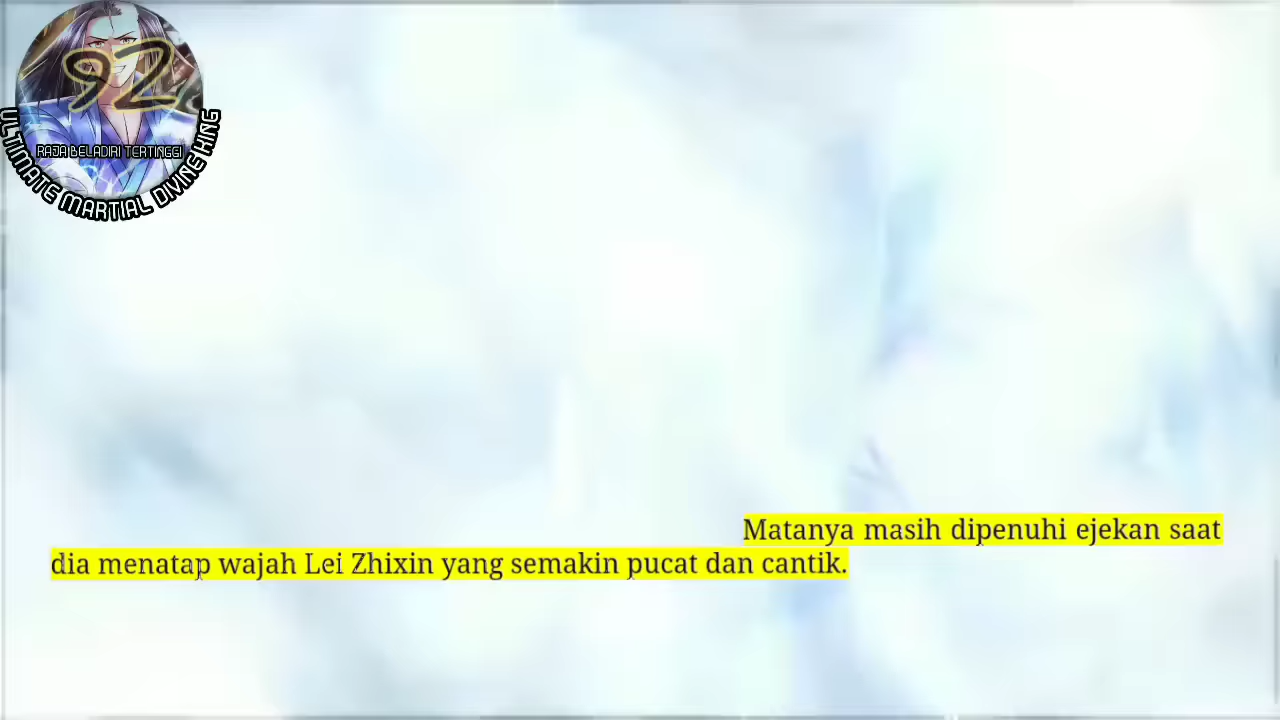 92
RAJA BELADIRI TERTINGGI
ULTIMATE MARTIAL DIVINE KING
Matanya masih dipenuhi ejekan saat
dia menatap wajah Lei Zhixin yang semakin pucat dan cantik.